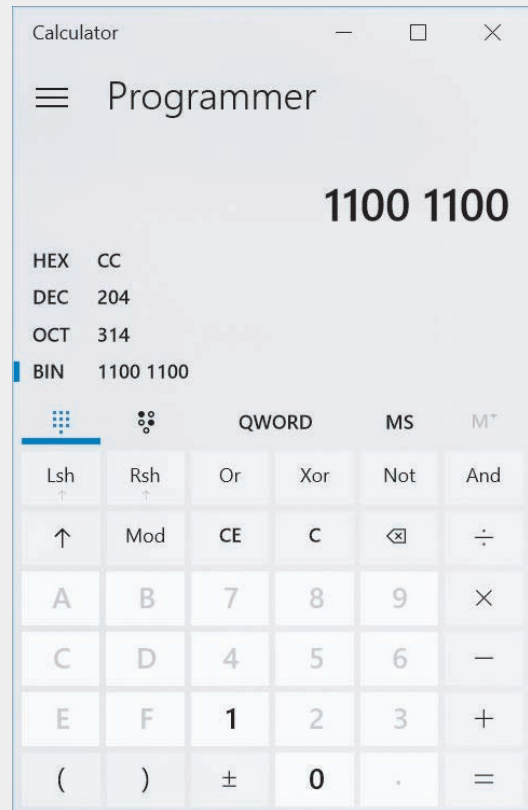 Calculator
Programmer
1100 1100
HEX CC
DEC 204
OCT 314
BIN 1100 1100
QWORD MS M˅
Lsh Rsh Or Xor Not And
↑ Mod CE C ÷
A B 7 8 9 ×
C D 4 5 6 −
E F 1 2 3 +
( ) ± 0 . =